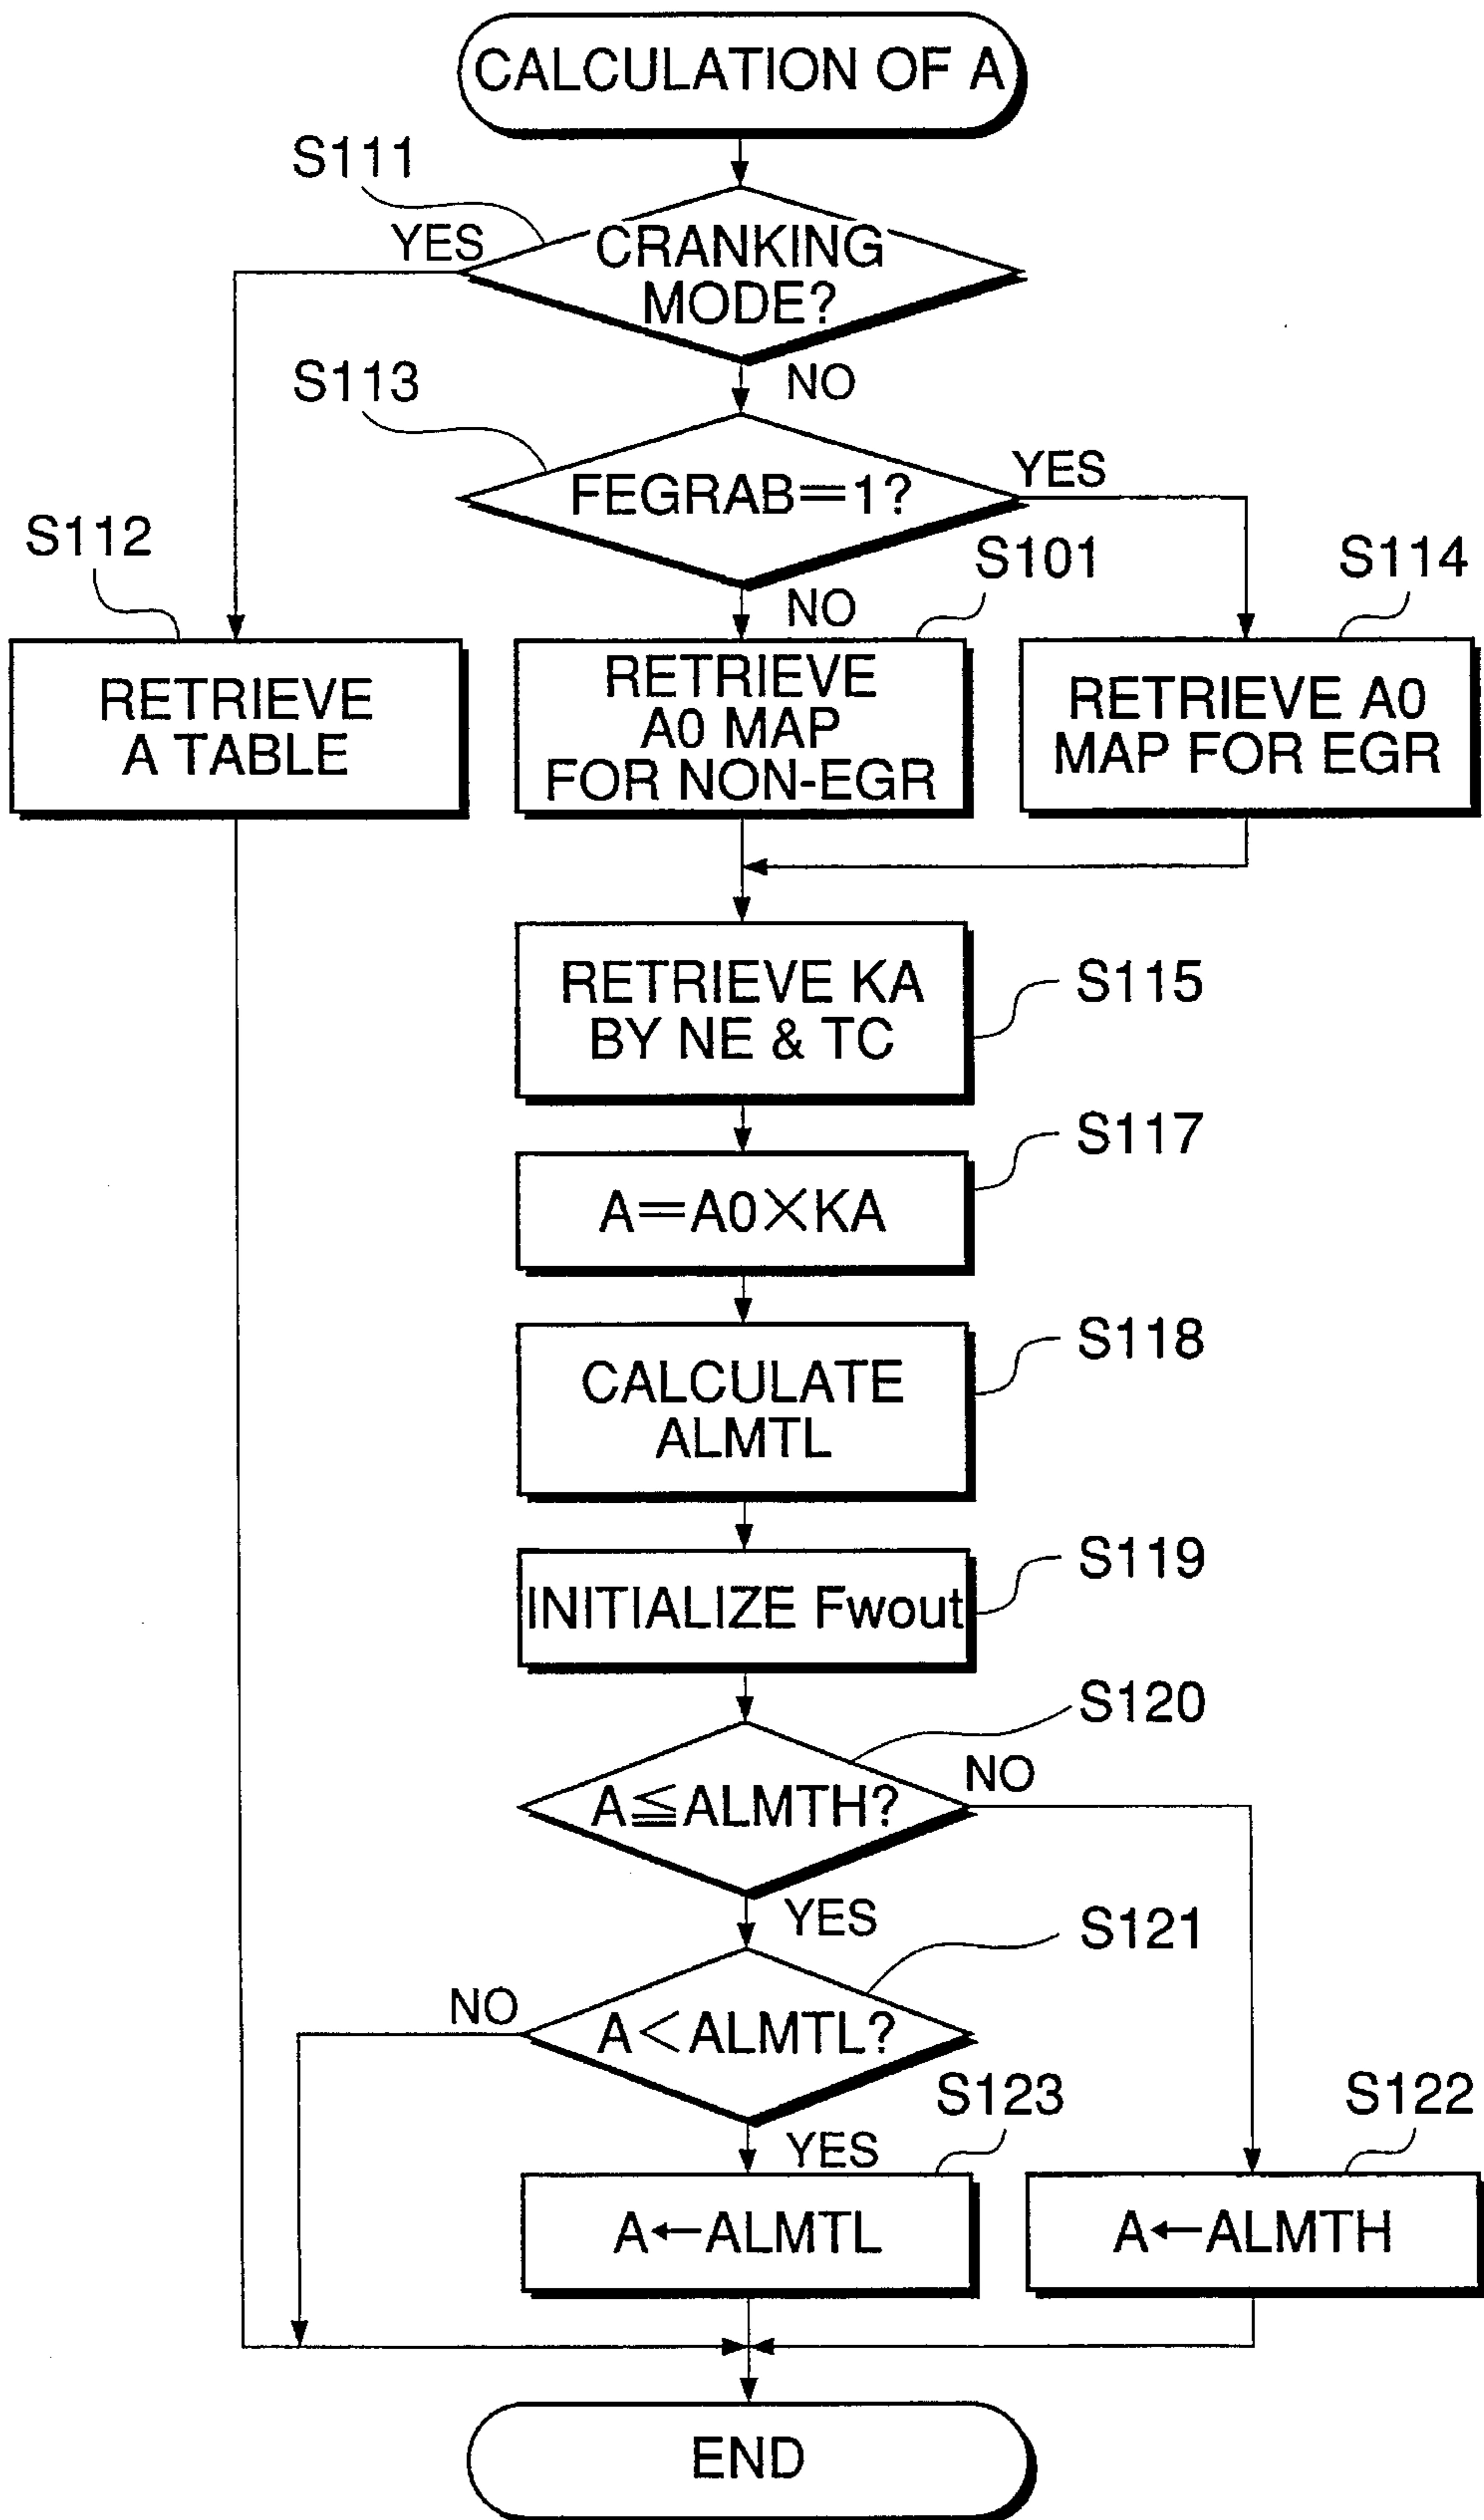 CALCULATION OF A
S111
YES
CRANKING
MODE?
NO
S113
FEGRAB=1?
YES
S112
NO
S101
S114
RETRIEVE
A TABLE
RETRIEVE
A0 MAP
FOR NON-EGR
RETRIEVE A0
MAP FOR EGR
RETRIEVE KA
BY NE & TC
S115
S117
A=A0×KA
S118
CALCULATE
ALMTL
S119
INITIALIZE Fwout
S120
A≦ALMTH?
NO
YES
S121
NO
A<ALMTL?
YES
S123
S122
A←ALMTL
A←ALMTH
END